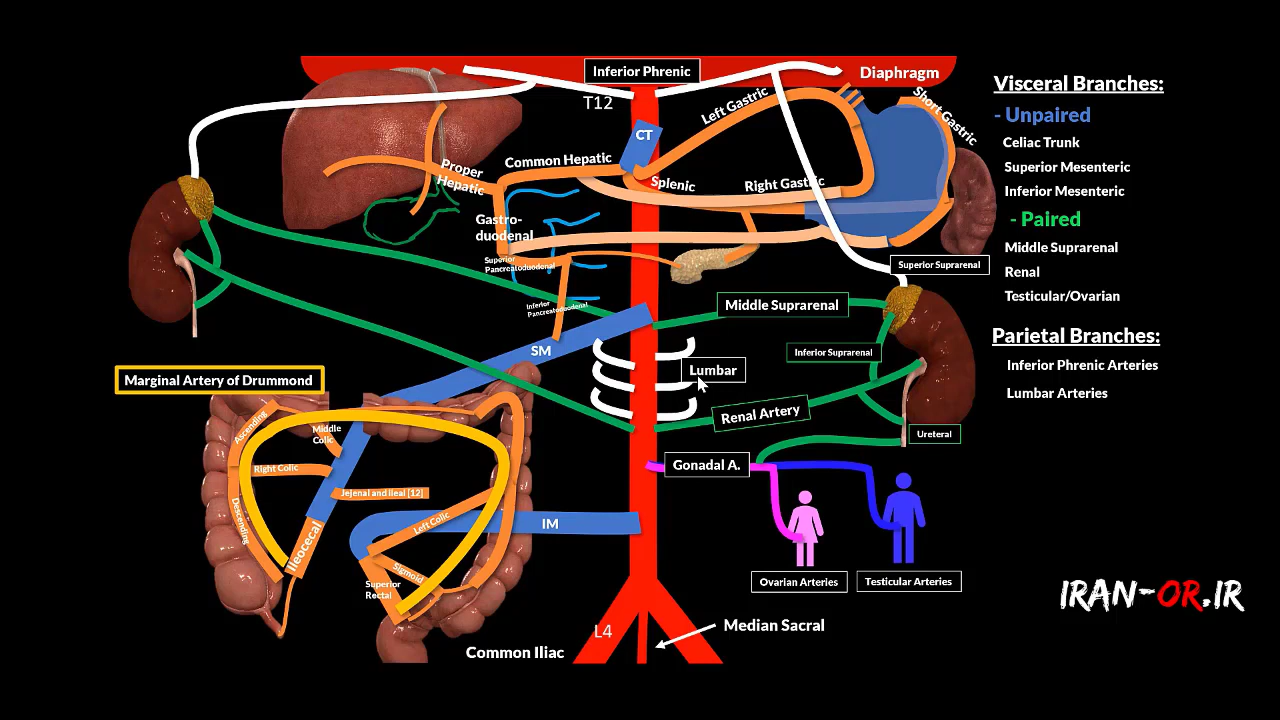 Inferior Phrenic
Diaphragm
T12
CT
Left Gastric
Short Gastric
Common Hepatic
Proper
Hepatic
Splenic
Right Gastric
Gastro-
duodenal
Superior
Pancreatoduodenal
Inferior
Pancreatoduodenal
Superior Suprarenal
Middle Suprarenal
Inferior Suprarenal
SM
Lumbar
Renal Artery
Ureteral
Gonadal A.
Ovarian Arteries
Testicular Arteries
Marginal Artery of Drummond
Ascending
Middle
Colic
Right Colic
Jejenal and Ileal [12]
Descending
Ileocecal
IM
Left Colic
Sigmoid
Superior
Rectal
L4
Median Sacral
Common Iliac
Visceral Branches:
- Unpaired
Celiac Trunk
Superior Mesenteric
Inferior Mesenteric
- Paired
Middle Suprarenal
Renal
Testicular/Ovarian
Parietal Branches:
Inferior Phrenic Arteries
Lumbar Arteries
IRAN-OR.IR